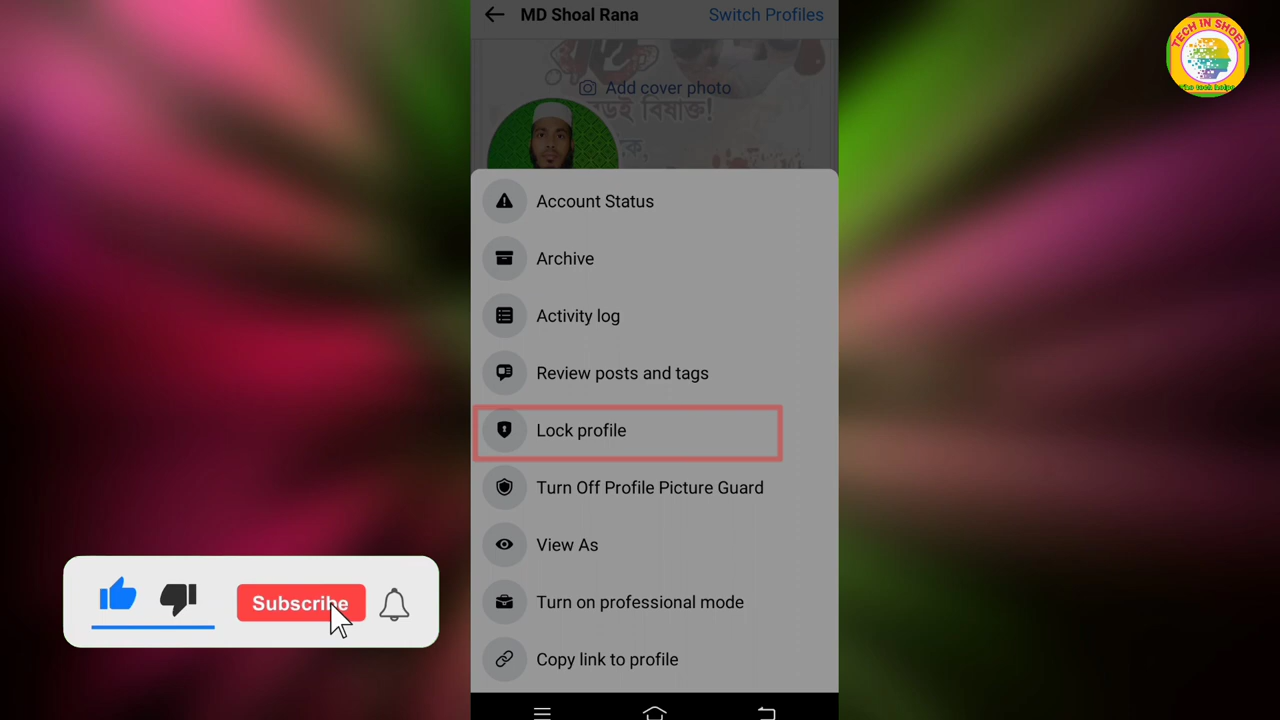 MD Shoal Rana
Switch Profiles
TECH IN SHOEL
Add cover photo
বিষাক্ত!
Account Status
Archive
Activity log
Review posts and tags
Lock profile
Turn Off Profile Picture Guard
View As
Turn on professional mode
Copy link to profile
Subscribe